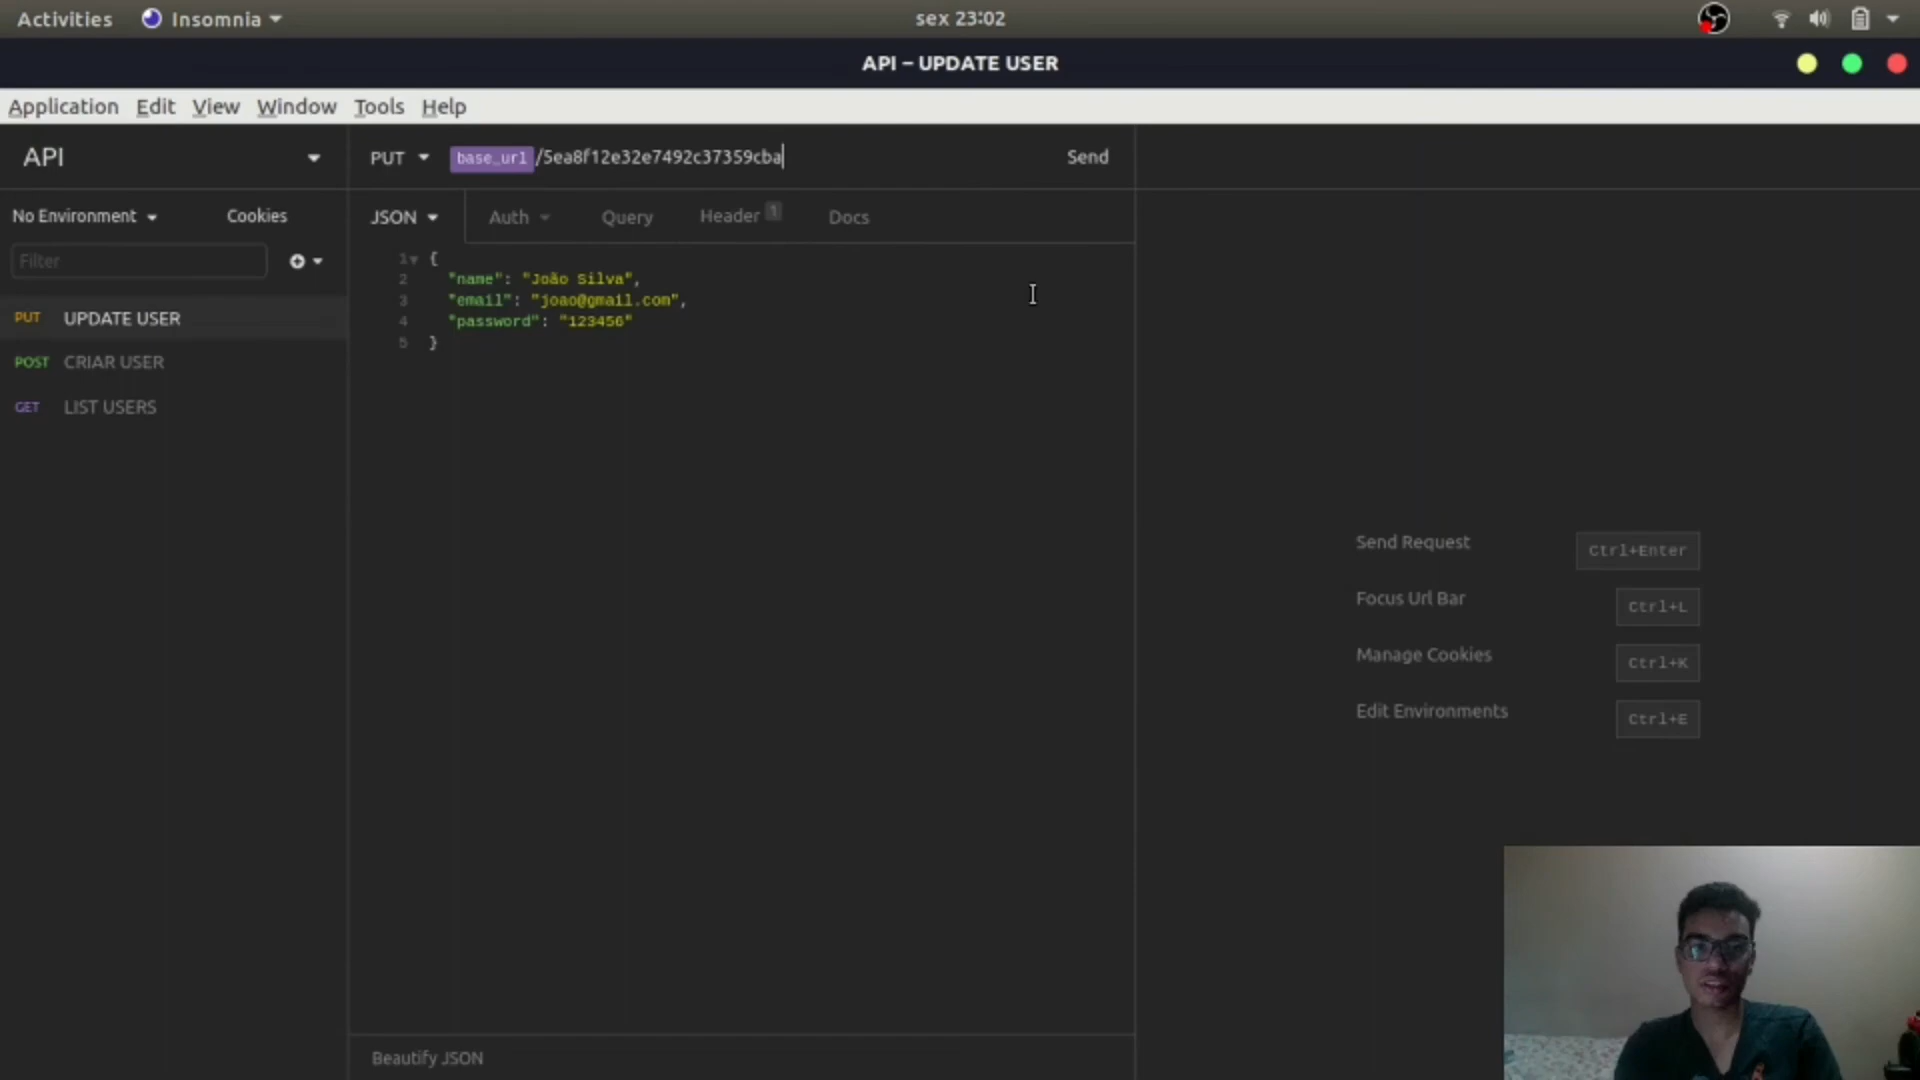 Activities Insomnia sex 23:02
API – UPDATE USER
Application Edit View Window Tools Help
API
PUT base_url/5ea8f12e32e7492c37359cba Send
No Environment Cookies
JSON Auth Query Header 1 Docs
Filter
1 {
2 "name": "João Silva",
3 "email": "joao@gmail.com",
4 "password": "123456"
5 }
PUT UPDATE USER
POST CRIAR USER
GET LIST USERS
Send Request Ctrl+Enter
Focus Url Bar Ctrl+L
Manage Cookies Ctrl+K
Edit Environments Ctrl+E
Beautify JSON